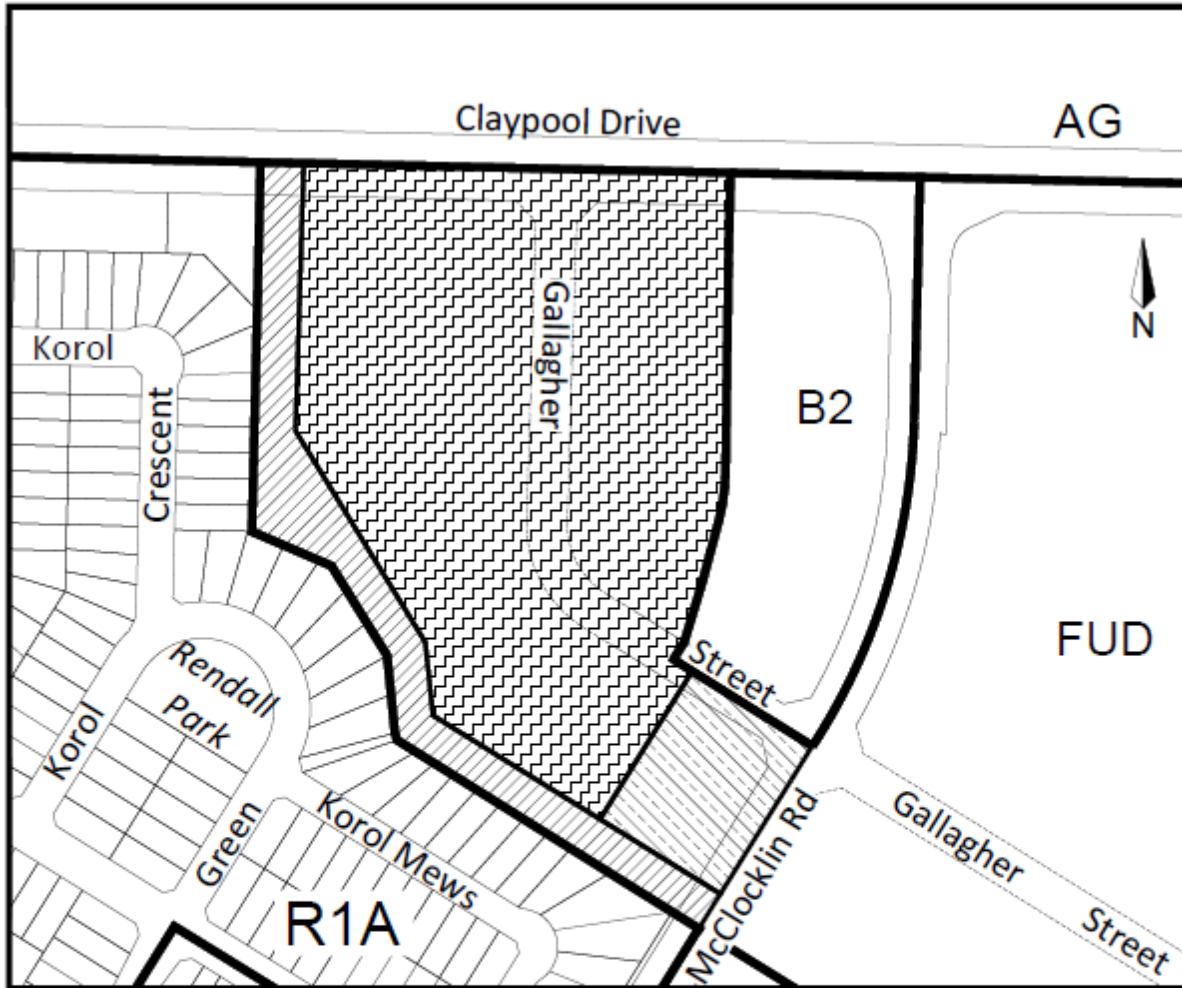 Claypool Drive
AG
Gallagher
N
Korol
Crescent
B2
FUD
Rendall
Park
Street
Korol
Gallagher
Street
Green
Korol Mews
McClocklin Rd
R1A